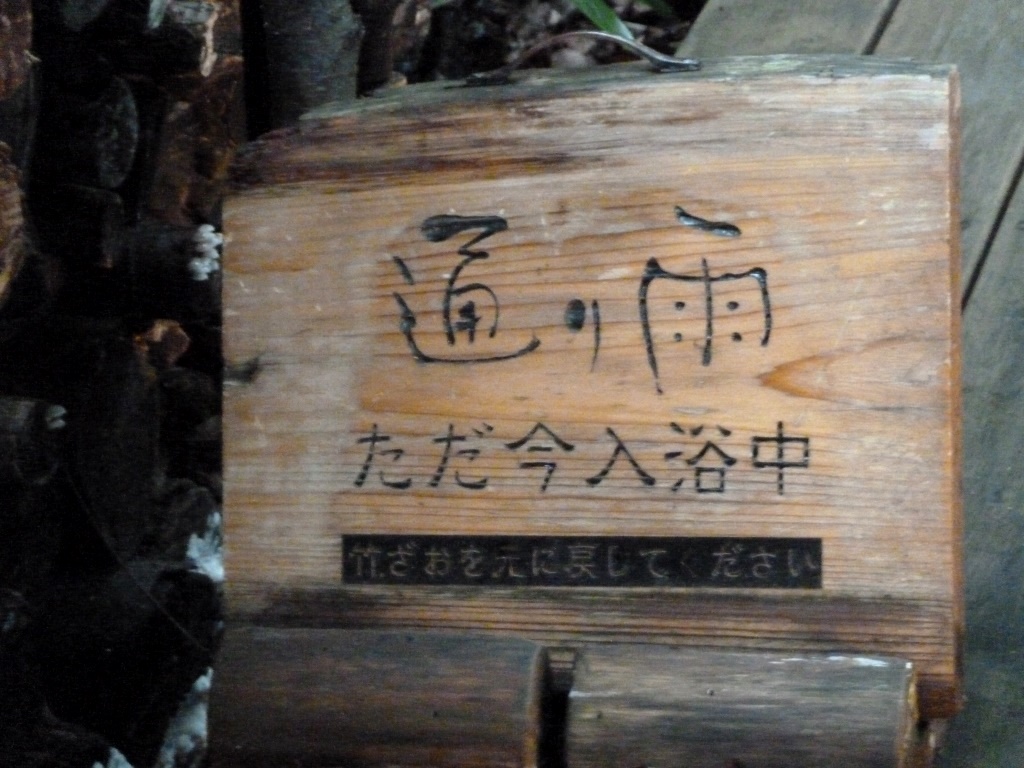 通り雨
ただ今入浴中
竹ざおを元に戻してください